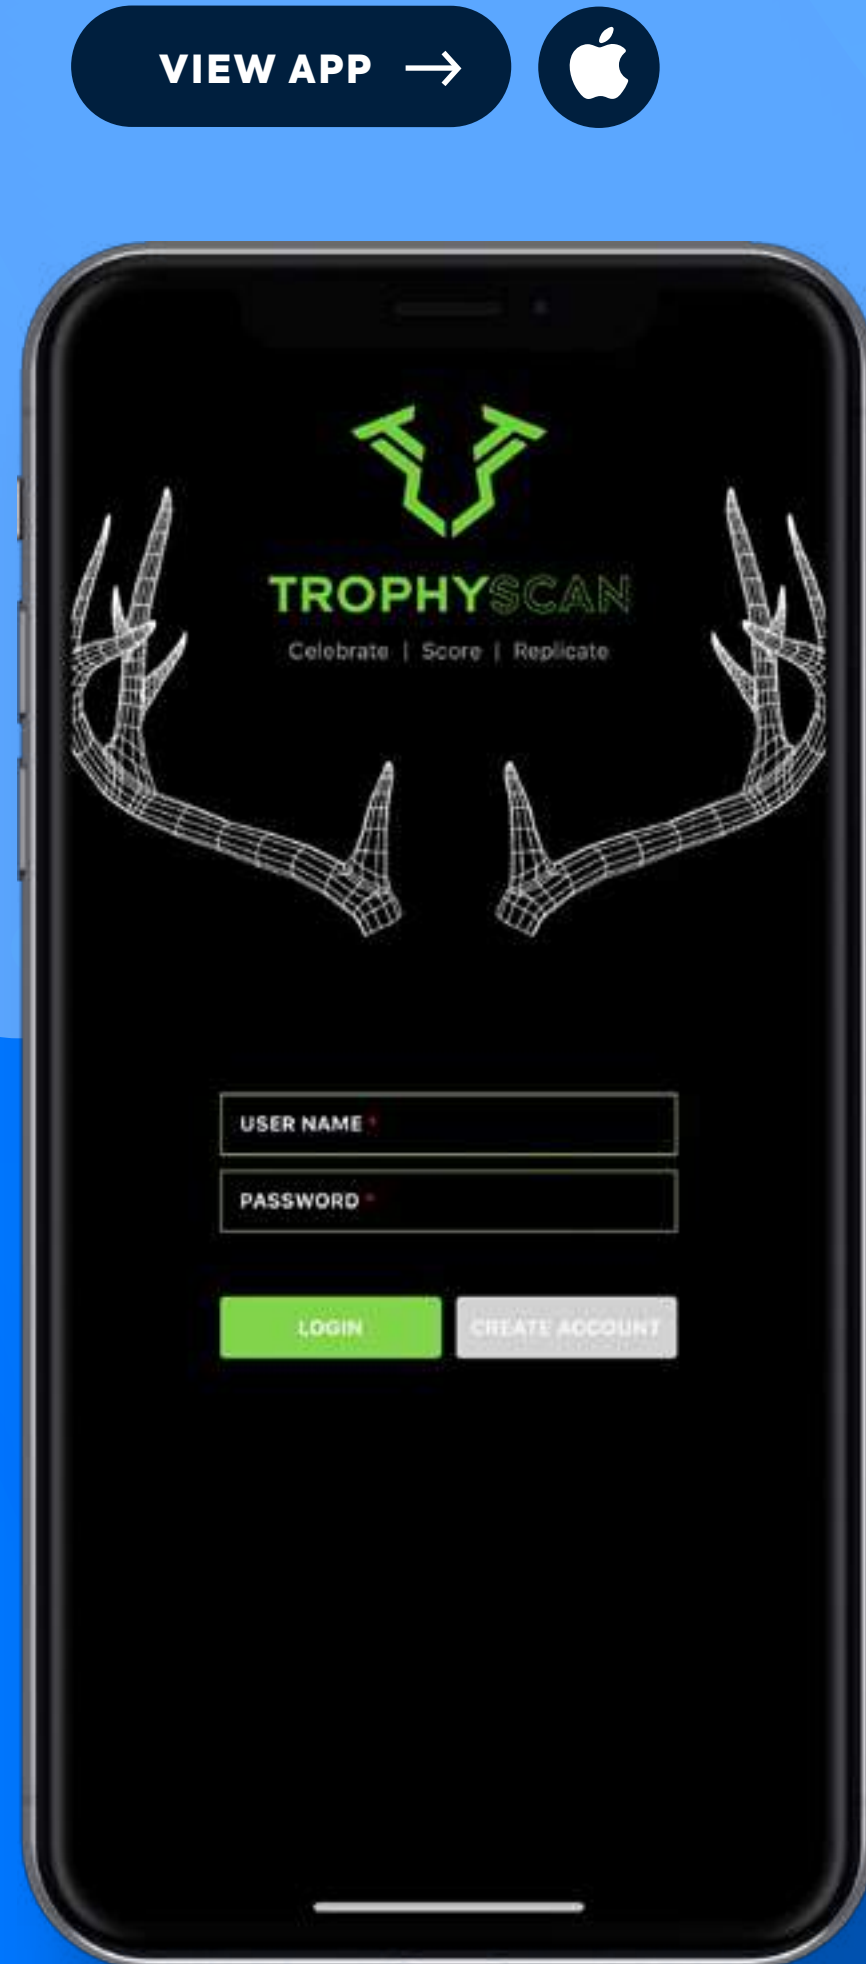 VIEW APP
TROPHYSCAN
Celebrate | Score | Replicate
USER NAME *
PASSWORD *
LOGIN
CREATE ACCOUNT